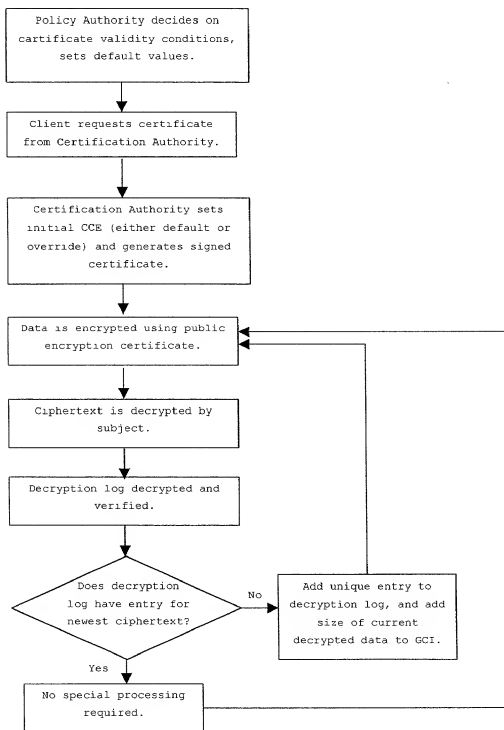 Policy Authority decides on
cartificate validity conditions,
sets default values.
Client requests certificate
from Certification Authority.
Certification Authority sets
initial CCE (either default or
override) and generates signed
certificate.
Data is encrypted using public
encryption certificate.
Ciphertext is decrypted by
subject.
Decryption log decrypted and
verified.
Does decryption
log have entry for
newest ciphertext?
No
Add unique entry to
decryption log, and add
size of current
decrypted data to GCI.
Yes
No special processing
required.